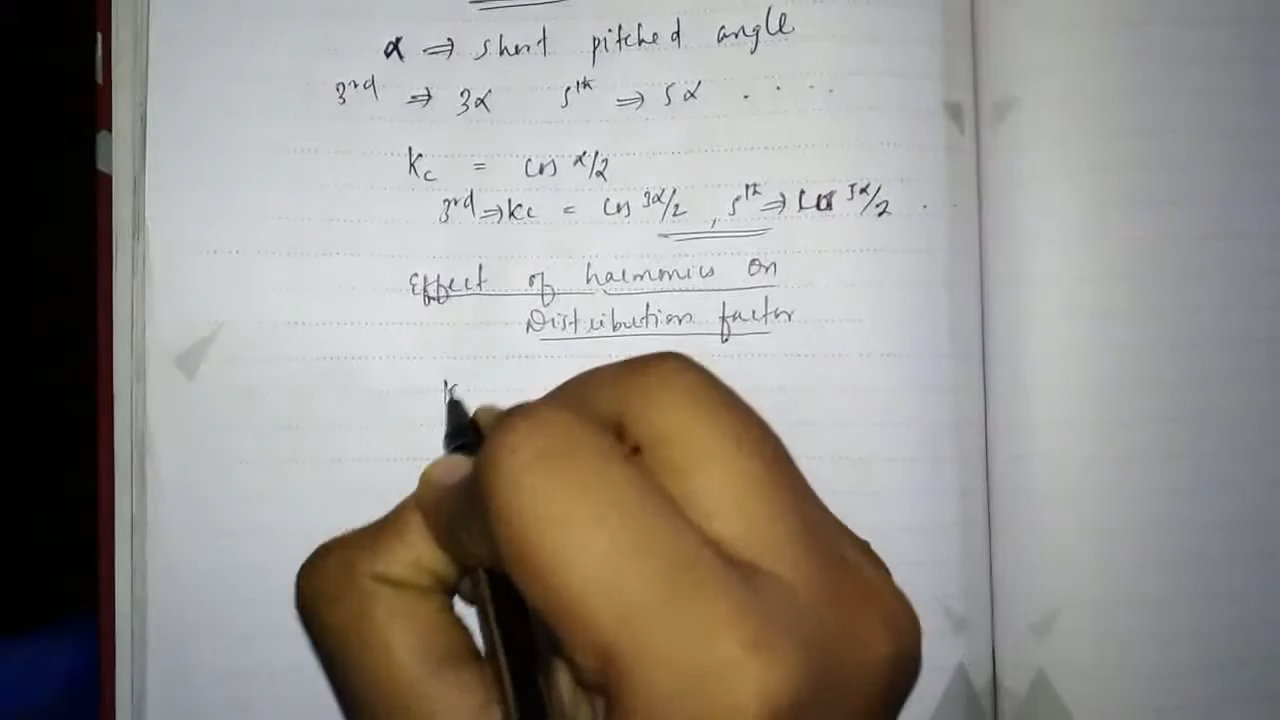 α ⇒ short pitched angle
3rd ⇒ 3α 5th ⇒ 5α . . . .
Kc = cos α/2
3rd ⇒ Kc = cos 3α/2 , 5th ⇒ cos 5α/2 . .
Effect of harmonics on
Distribution factor
K